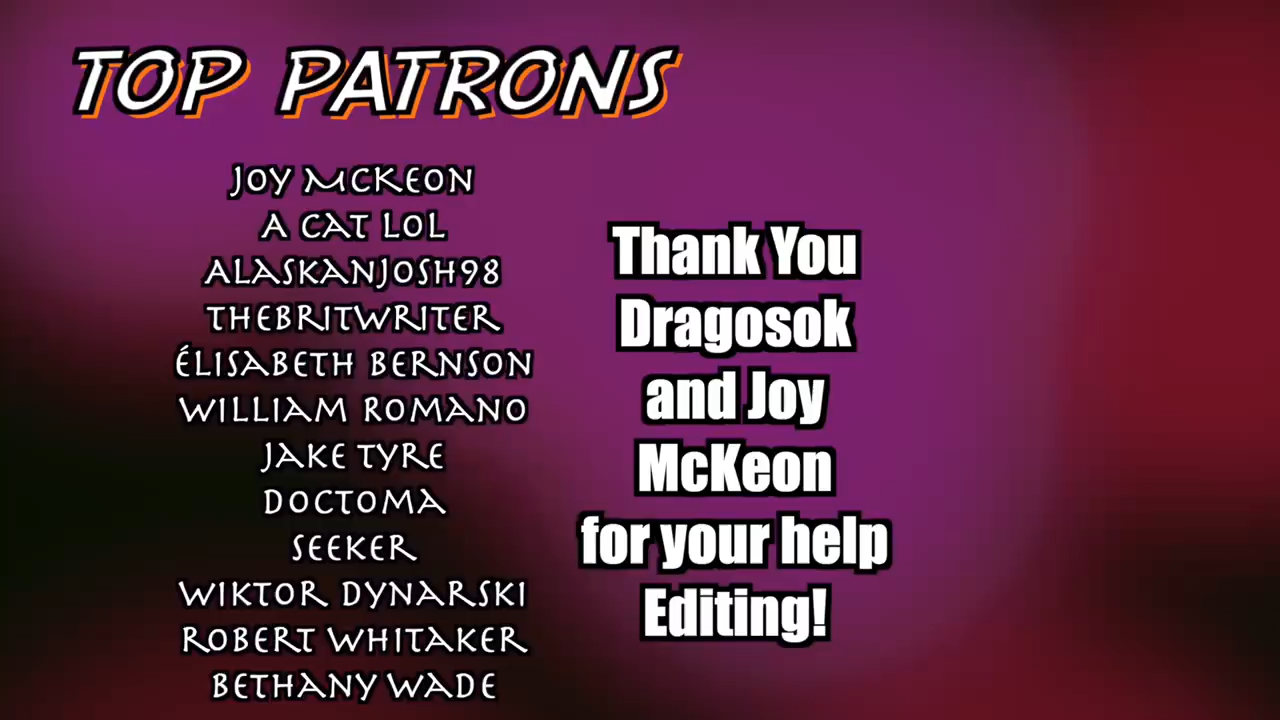 TOP PATRONS
JOY MCKEON
A CAT LOL
ALASKANJOSH98
THEBRITWRITER
ÉLISABETH BERNSON
WILLIAM ROMANO
JAKE TYRE
DOCTOMA
SEEKER
WIKTOR DYNARSKI
ROBERT WHITAKER
BETHANY WADE
Thank You
Dragosok
and Joy
McKeon
for your help
Editing!